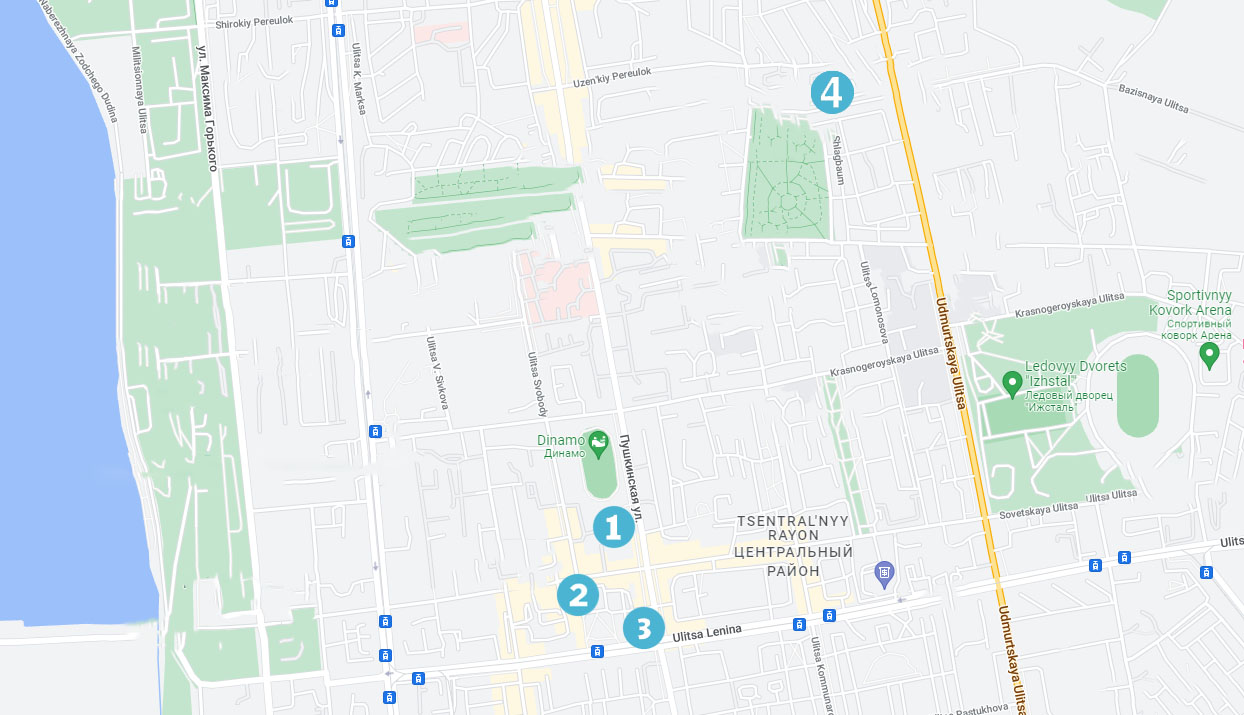 Shirokiy Pereulok
Naberezhnaya Zodchego Dudina
Militsionnaya Ulitsa
ул. Максима Горького
Ulitsa K. Marksa
Uzen'kiy Pereulok
4
Bazisnaya Ulitsa
Shlagbaum
Ulitsa Lomonosova
Udmurtskaya Ulitsa
Krasnogeroyskaya Ulitsa
Sportivnyy
Kovork Arena
Спортивный
коворк Арена
Ulitsa V. Sivkova
Ulitsa Svobody
Krasnogeroyskaya Ulitsa
Ledovyy Dvorets
"Izhstal"
Ледовый дворец
"Ижсталь"
Dinamo
Динамо
Пушкинская ул.
Sovetskaya Ulitsa
Ulitsa Ulitsa
1
TSENTRAL'NYY
RAYON
ЦЕНТРАЛЬНЫЙ
РАЙОН
2
3
Ulitsa Lenina
Udmurtskaya Ulitsa